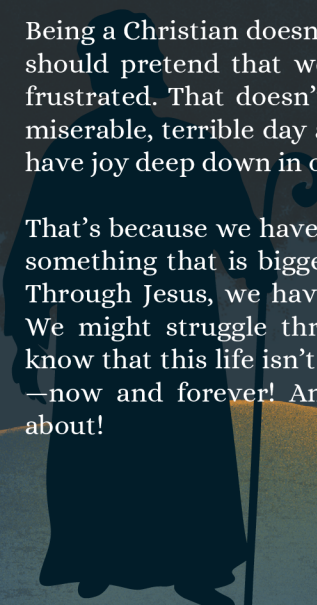 Being a Christian doesn
should pretend that w
frustrated. That doesn’
miserable, terrible day
have joy deep down in
That’s because we have
something that is bigge
Through Jesus, we hav
We might struggle thr
know that this life isn’t
—now and forever! An
about!